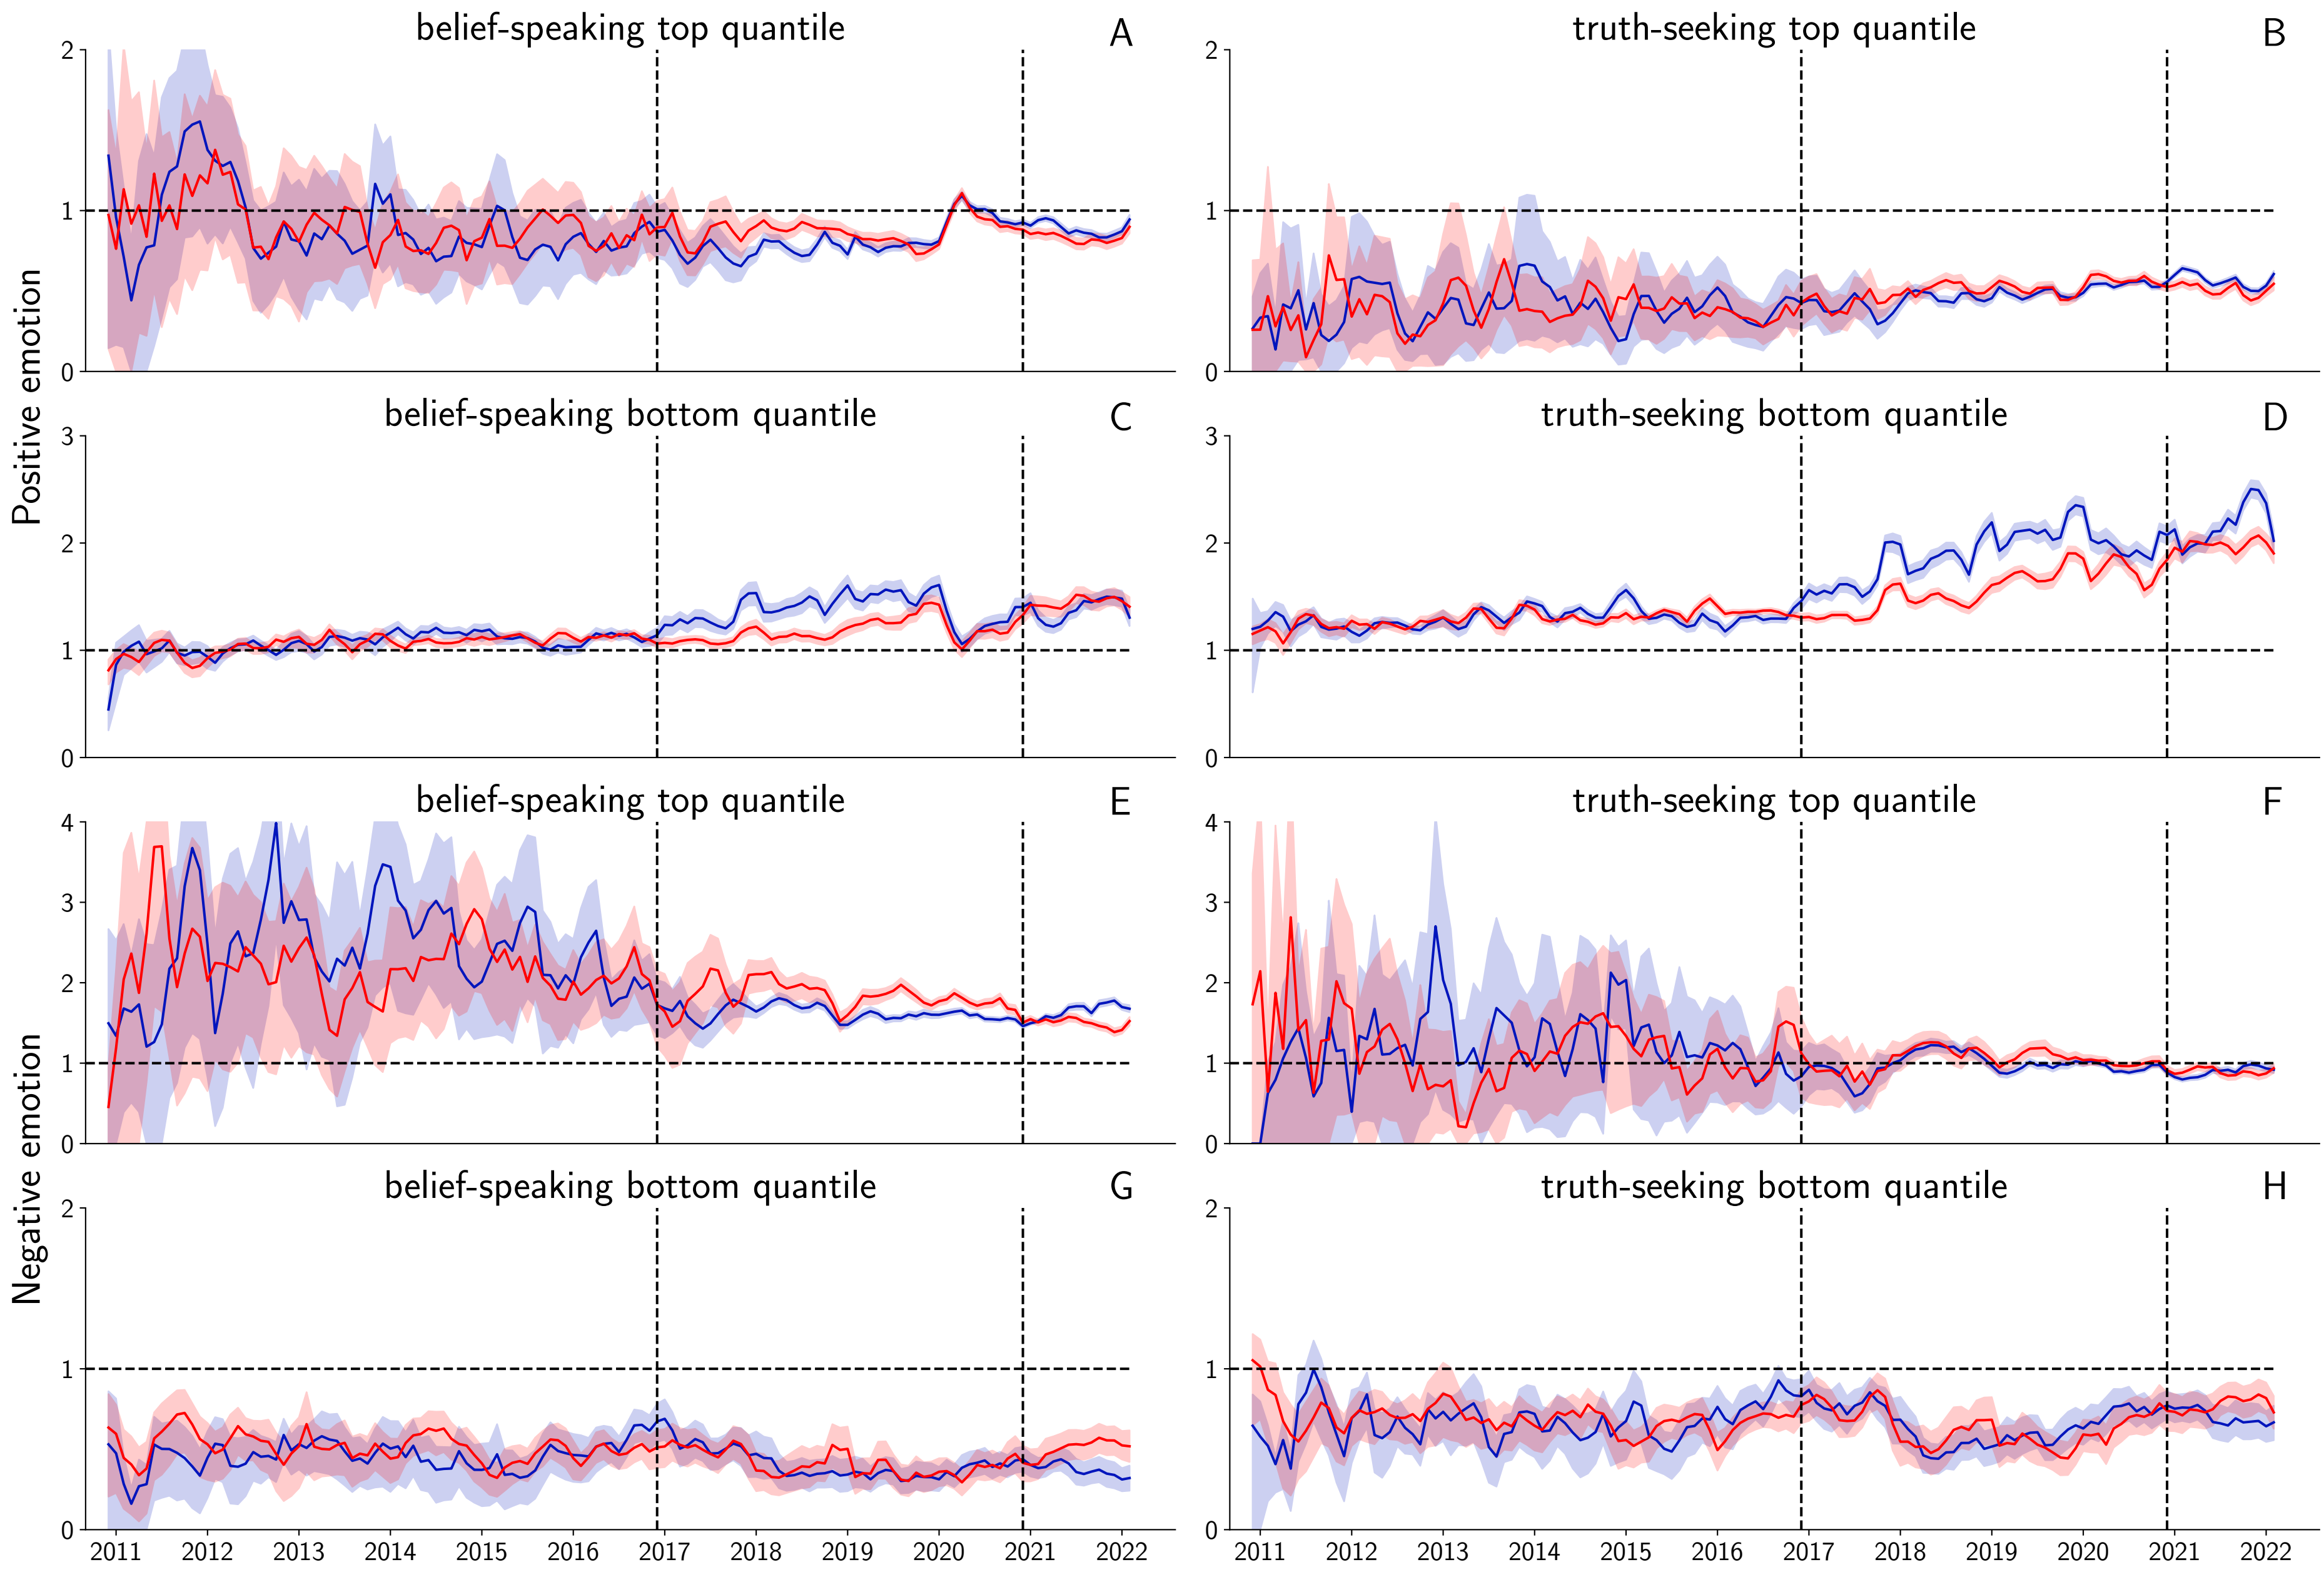 belief-speaking top quantile A
2
1
0
truth-seeking top quantile B
2
1
0
Positive emotion
belief-speaking bottom quantile C
3
2
1
0
truth-seeking bottom quantile D
3
2
1
0
belief-speaking top quantile E
4
3
2
1
0
truth-seeking top quantile F
4
3
2
1
0
Negative emotion
belief-speaking bottom quantile G
2
1
0
2011 2012 2013 2014 2015 2016 2017 2018 2019 2020 2021 2022
truth-seeking bottom quantile H
2
1
0
2011 2012 2013 2014 2015 2016 2017 2018 2019 2020 2021 2022